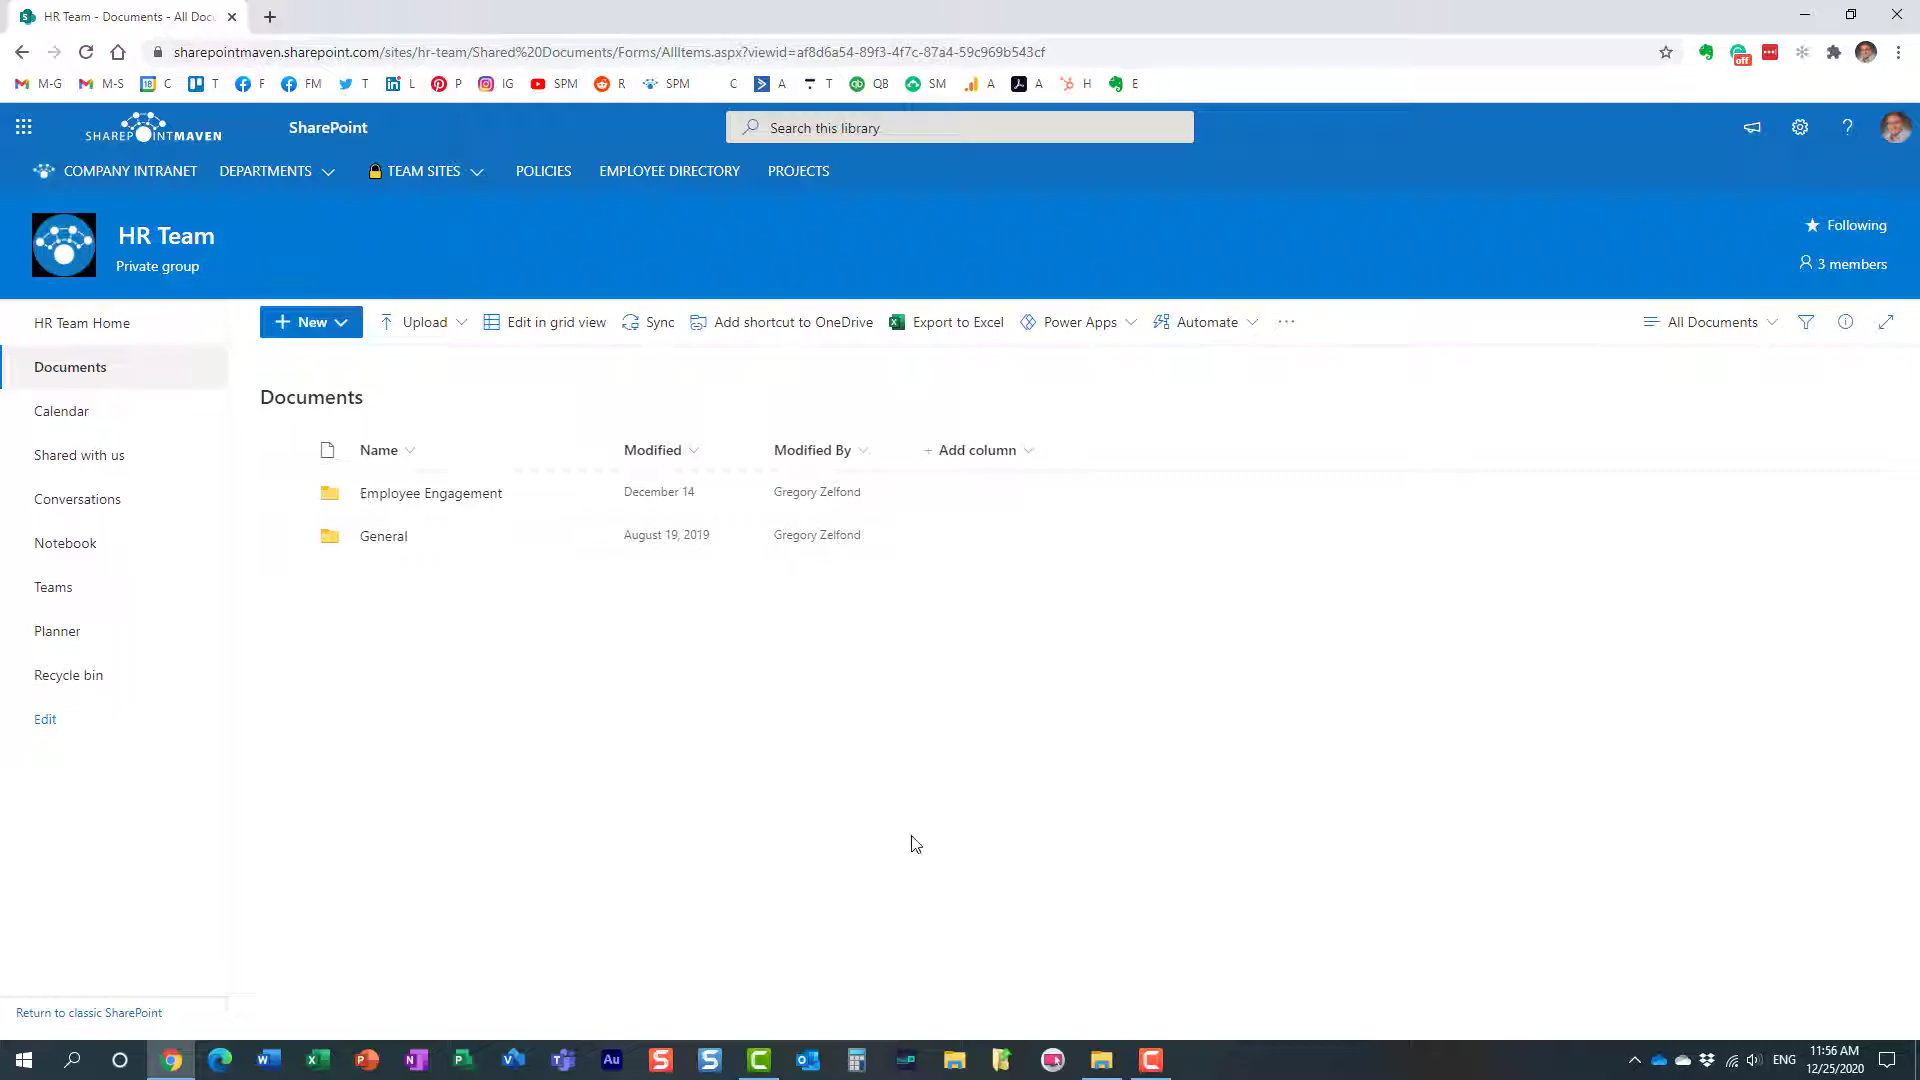 HR Team - Documents - All Doc
sharepointmaven.sharepoint.com/sites/hr-team/Shared%20Documents/Forms/AllItems.aspx?viewid=af8d6a54-89f3-4f7c-87a4-59c969b543cf
off
M-G M-S 18 C T F FM T L P IG SPM R SPM C A T QB SM A A H E
SHAREPOINTMAVEN SharePoint Search this library
COMPANY INTRANET DEPARTMENTS TEAM SITES POLICIES EMPLOYEE DIRECTORY PROJECTS
HR Team
Private group
Following
3 members
New Upload Edit in grid view Sync Add shortcut to OneDrive Export to Excel Power Apps Automate ··· All Documents
HR Team Home
Documents
Calendar
Shared with us
Conversations
Notebook
Teams
Planner
Recycle bin
Edit
Return to classic SharePoint
Documents
Name Modified Modified By + Add column
Employee Engagement December 14 Gregory Zelfond
General August 19, 2019 Gregory Zelfond
Au
ENG
11:56 AM
12/25/2020